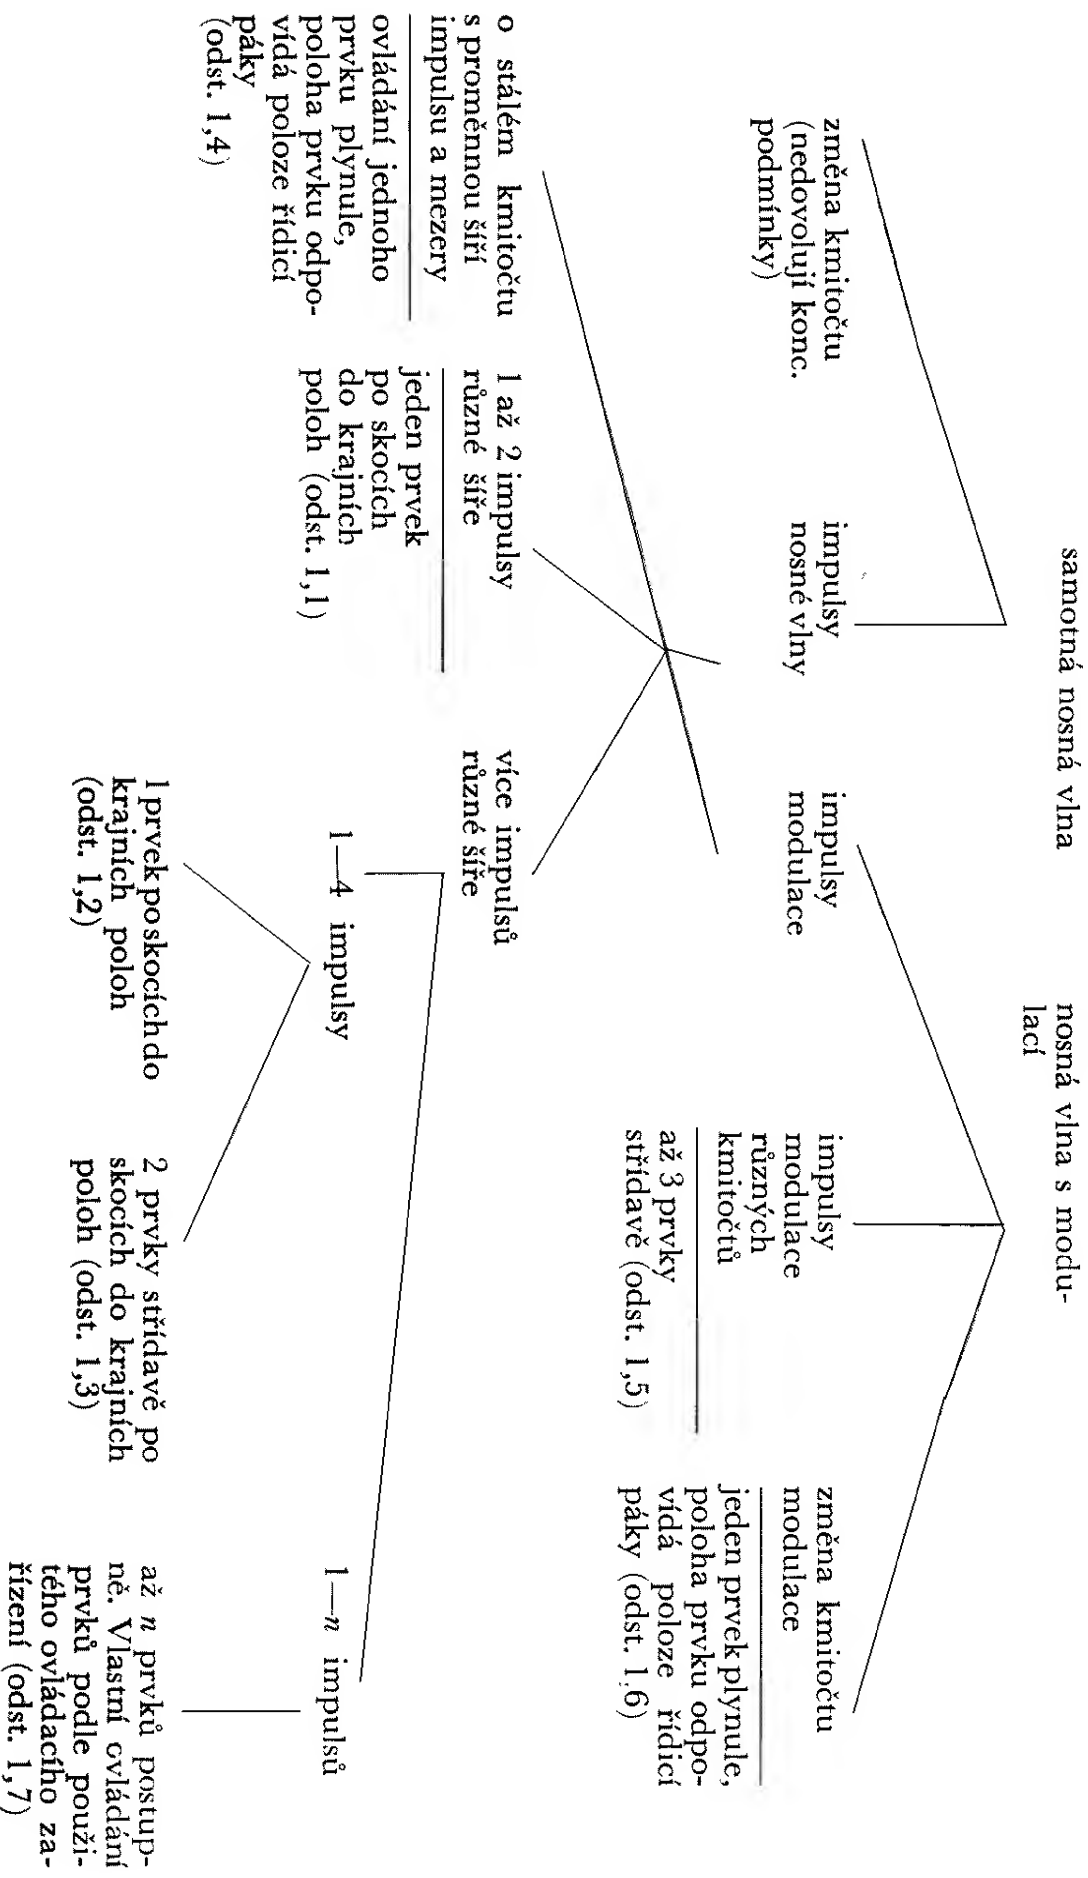 samotná nosná vlna
nosná vlna s modu-
lací
změna kmitočtu
(nedovolují konc.
podmínky)
impulsy
nosné vlny
impulsy
modulace
impulsy
modulace
různých
kmitočtů
až 3 prvky
střídavě (odst. 1,5)
změna kmitočtu
modulace
jeden prvek plynule,
poloha prvku odpo-
vídá poloze řídicí
páky (odst. 1,6)
o stálém kmitočtu
s proměnnou šíří
impulsu a mezery
ovládání jednoho
prvku plynule,
poloha prvku odpo-
vídá poloze řídicí
páky
(odst. 1,4)
1 až 2 impulsy
různé šíře
jeden prvek
po skocích
do krajních
poloh (odst. 1,1)
více impulsů
různé šíře
1—4 impulsy
1—n impulsů
1 prvek po skocích do
krajních poloh
(odst. 1,2)
2 prvky střídavě po
skocích do krajních
poloh (odst. 1,3)
až n prvků postup-
ně. Vlastní ovládání
prvků podle použi-
tého ovládacího za-
řízení (odst. 1,7)